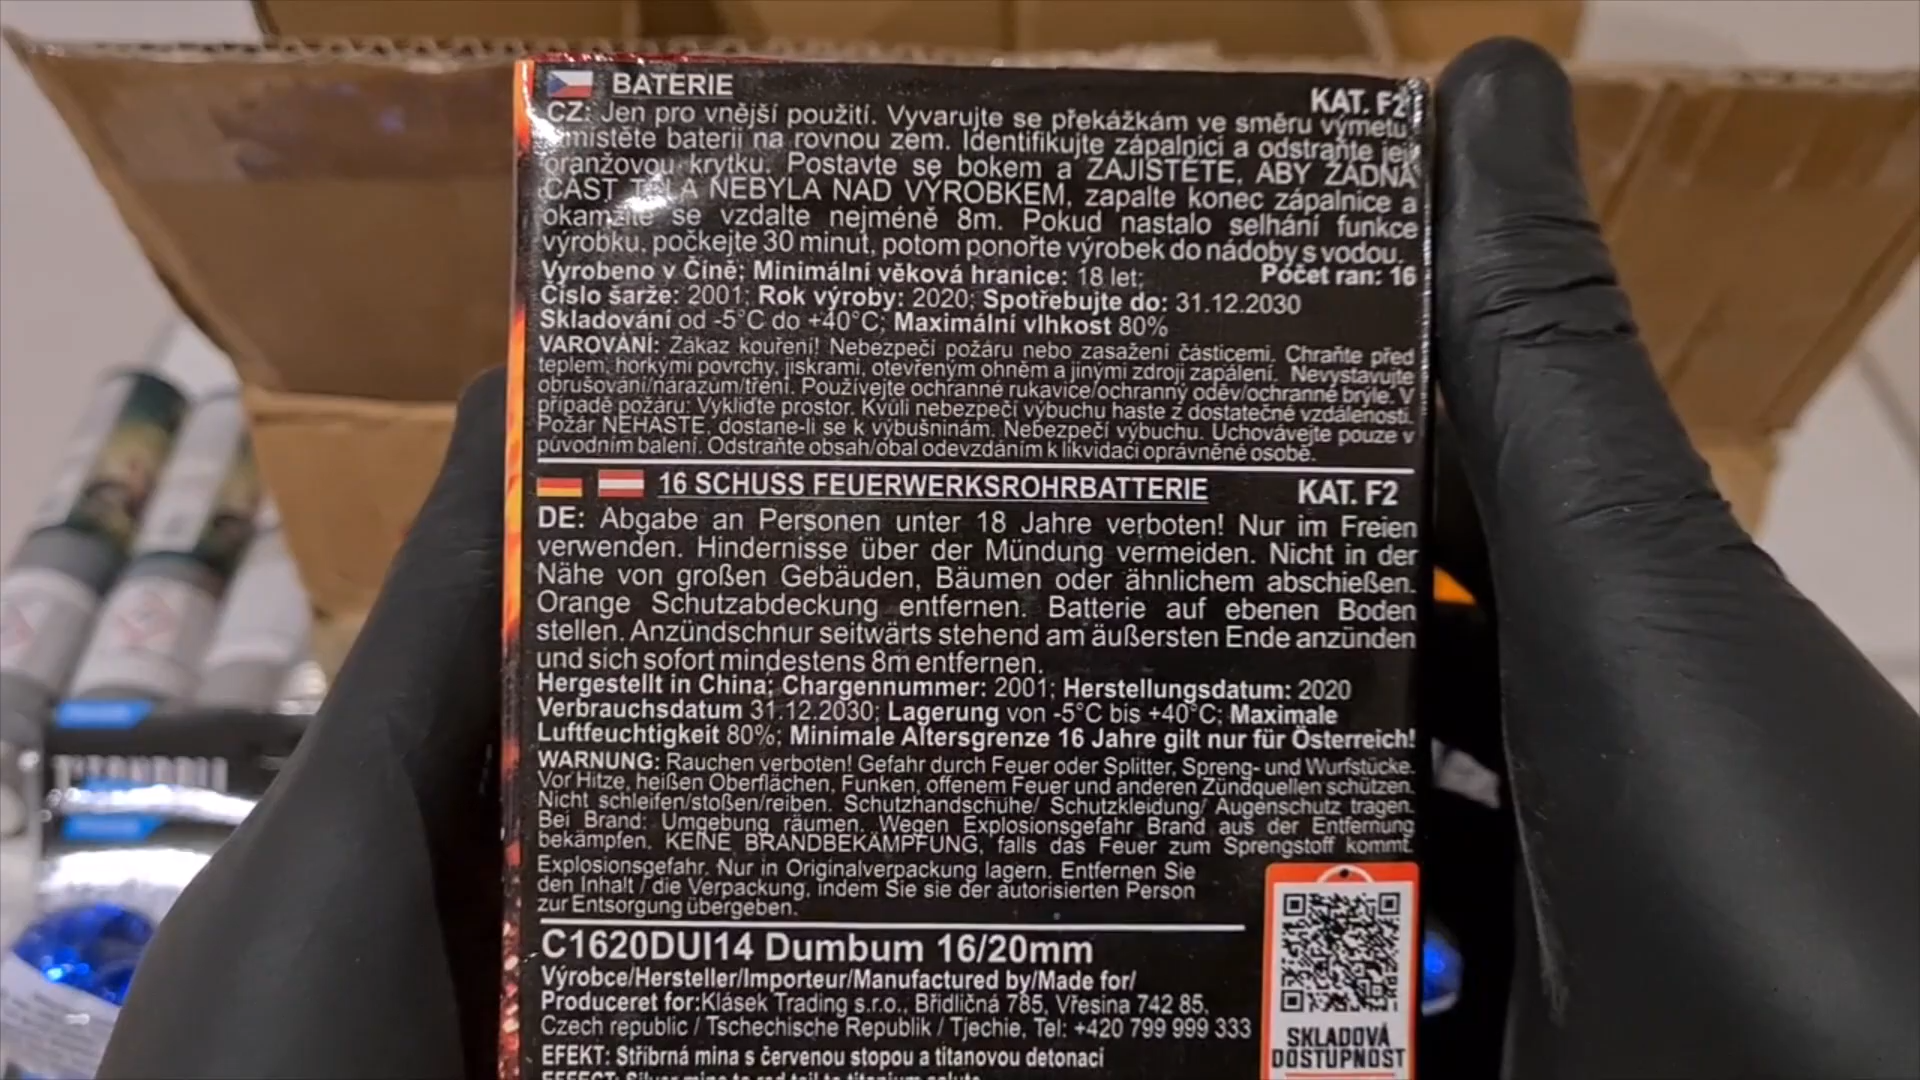 BATERIE
KAT. F2
CZ: Jen pro vnější použití. Vyvarujte se překážkám ve směru výmetu
místěte baterii na rovnou zem. Identifikujte zápalnici a odstraňte její
oranžovou krytku. Postavte se bokem a ZAJISTĚTE, ABY ŽÁDNÁ
ČÁST TĚLA NEBYLA NAD VÝROBKEM, zapalte konec zápalnice a
okamžitě se vzdalte nejméně 8m. Pokud nastalo selhání funkce
výrobku, počkejte 30 minut, potom ponořte výrobek do nádoby s vodou.
Vyrobeno v Číně; Minimální věková hranice: 18 let; Počet ran: 16
Číslo šarže: 2001; Rok výroby: 2020; Spotřebujte do: 31.12.2030
Skladování od -5°C do +40°C; Maximální vlhkost 80%
VAROVÁNÍ: Zákaz kouření! Nebezpečí požáru nebo zasažení částicemi. Chraňte před
teplem, horkými povrchy, jiskrami, otevřeným ohněm a jinými zdroji zapálení. Nevystavujte
obrušování/nárazům/tření. Používejte ochranné rukavice/ochranný oděv/ochranné brýle. V
případě požáru: Vykliďte prostor. Kvůli nebezpečí výbuchu haste z dostatečné vzdálenosti.
Požár NEHASTE, dostane-li se k výbušninám. Nebezpečí výbuchu. Uchovávejte pouze v
původním balení. Odstraňte obsah/obal odevzdáním k likvidaci oprávněné osobě.
16 SCHUSS FEUERWERKSROHRBATTERIE KAT. F2
DE: Abgabe an Personen unter 18 Jahre verboten! Nur im Freien
verwenden. Hindernisse über der Mündung vermeiden. Nicht in der
Nähe von großen Gebäuden, Bäumen oder ähnlichem abschießen.
Orange Schutzabdeckung entfernen. Batterie auf ebenen Boden
stellen. Anzündschnur seitwärts stehend am äußersten Ende anzünden
und sich sofort mindestens 8m entfernen.
Hergestellt in China; Chargennummer: 2001; Herstellungsdatum: 2020
Verbrauchsdatum 31.12.2030; Lagerung von -5°C bis +40°C; Maximale
Luftfeuchtigkeit 80%; Minimale Altersgrenze 16 Jahre gilt nur für Österreich!
WARNUNG: Rauchen verboten! Gefahr durch Feuer oder Splitter, Spreng- und Wurfstücke.
Vor Hitze, heißen Oberflächen, Funken, offenem Feuer und anderen Zündquellen schützen.
Nicht schleifen/stoßen/reiben. Schutzhandschuhe/ Schutzkleidung/ Augenschutz tragen.
Bei Brand: Umgebung räumen. Wegen Explosionsgefahr Brand aus der Entfernung
bekämpfen. KEINE BRANDBEKÄMPFUNG, falls das Feuer zum Sprengstoff kommt.
Explosionsgefahr. Nur in Originalverpackung lagern. Entfernen Sie
den Inhalt / die Verpackung, indem Sie sie der autorisierten Person
zur Entsorgung übergeben.
C1620DUI14 Dumbum 16/20mm
Výrobce/Hersteller/Importeur/Manufactured by/Made for/
Produceret for:Klásek Trading s.r.o., Břidličná 785, Vřesina 742 85,
Czech republic / Tschechische Republik / Tjechie, Tel: +420 799 999 333
EFEKT: Stříbrná mina s červenou stopou a titanovou detonací
SKLADOVÁ
DOSTUPNOST